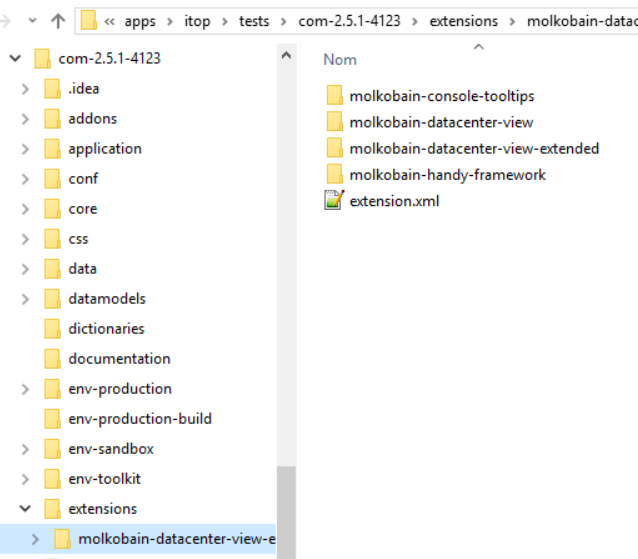 « apps › itop › tests › com-2.5.1-4123 › extensions › molkobain-datac
com-2.5.1-4123
.idea
addons
application
conf
core
css
data
datamodels
dictionaries
documentation
env-production
env-production-build
env-sandbox
env-toolkit
extensions
molkobain-datacenter-view-e
Nom
molkobain-console-tooltips
molkobain-datacenter-view
molkobain-datacenter-view-extended
molkobain-handy-framework
extension.xml